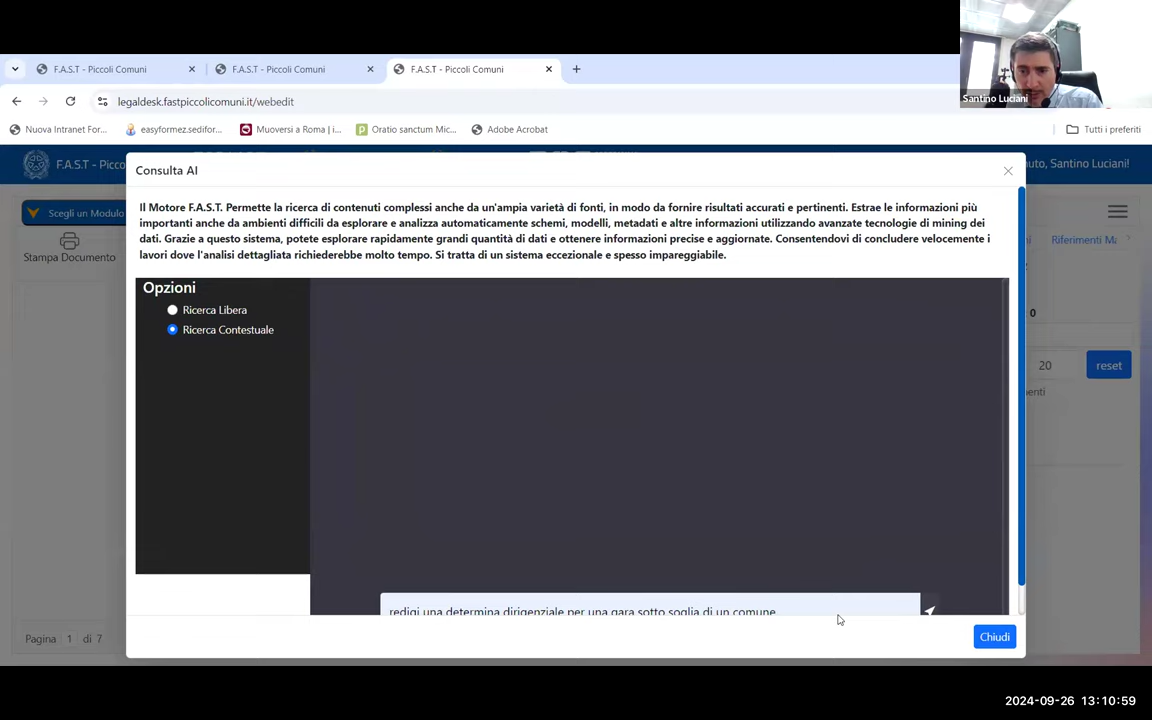 Santino Luciani
F.A.S.T - Piccoli Comuni
F.A.S.T - Piccoli Comuni
F.A.S.T - Piccoli Comuni
legaldesk.fastpiccolicomuni.it/webedit
Nuova Intranet For...
easyformez.sedifor...
Muoversi a Roma | i...
Oratio sanctum Mic...
Adobe Acrobat
Tutti i preferiti
F.A.S.T - Picco
nuto, Santino Luciani!
Consulta AI
Il Motore F.A.S.T. Permette la ricerca di contenuti complessi anche da un'ampia varietà di fonti, in modo da fornire risultati accurati e pertinenti. Estrae le informazioni più
importanti anche da ambienti difficili da esplorare e analizza automaticamente schemi, modelli, metadati e altre informazioni utilizzando avanzate tecnologie di mining dei
dati. Grazie a questo sistema, potete esplorare rapidamente grandi quantità di dati e ottenere informazioni precise e aggiornate. Consentendovi di concludere velocemente i
lavori dove l'analisi dettagliata richiederebbe molto tempo. Si tratta di un sistema eccezionale e spesso impareggiabile.
Scegli un Modulo
Stampa Documento
Riferimenti Ma
Opzioni
Ricerca Libera
Ricerca Contestuale
0
20
reset
enti
redigi una determina dirigenziale per una gara sotto soglia di un comune
Pagina 1 di 7
Chiudi
2024-09-26 13:10:59